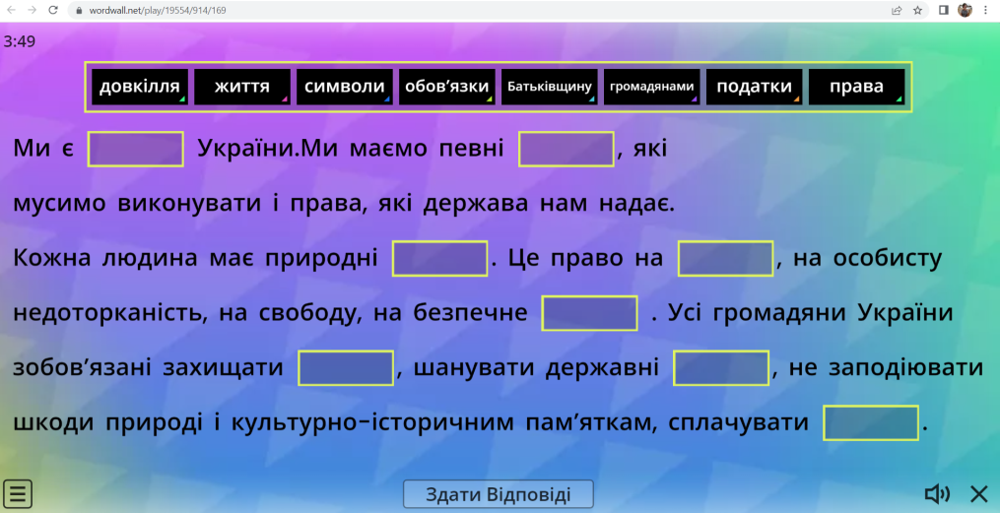 wordwall.net/play/19554/914/169
3:49
довкілля життя символи обов’язки Батьківщину громадянами податки права
Ми є України.Ми маємо певні , які
мусимо виконувати і права, які держава нам надає.
Кожна людина має природні . Це право на , на особисту
недоторканість, на свободу, на безпечне . Усі громадяни України
зобов’язані захищати , шанувати державні , не заподіювати
шкоди природі і культурно-історичним пам’яткам, сплачувати .
Здати Відповіді